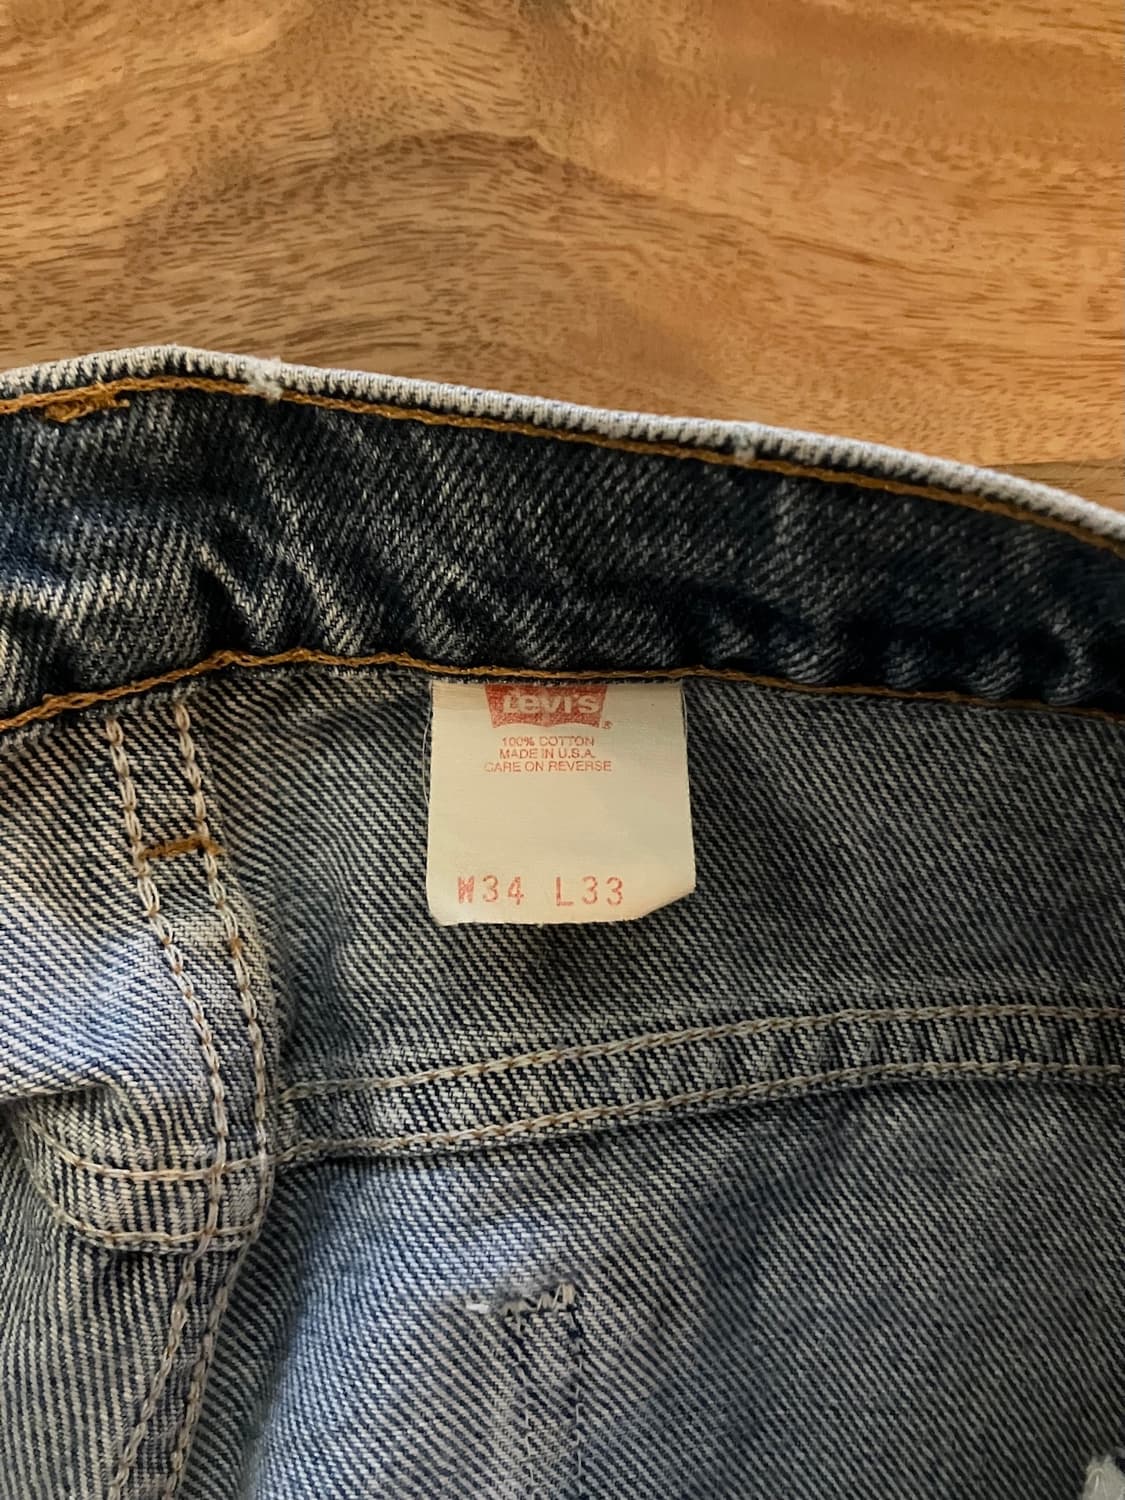 Levi's ®
100% COTTON
MADE IN U.S.A.
CARE ON REVERSE
W34 L33